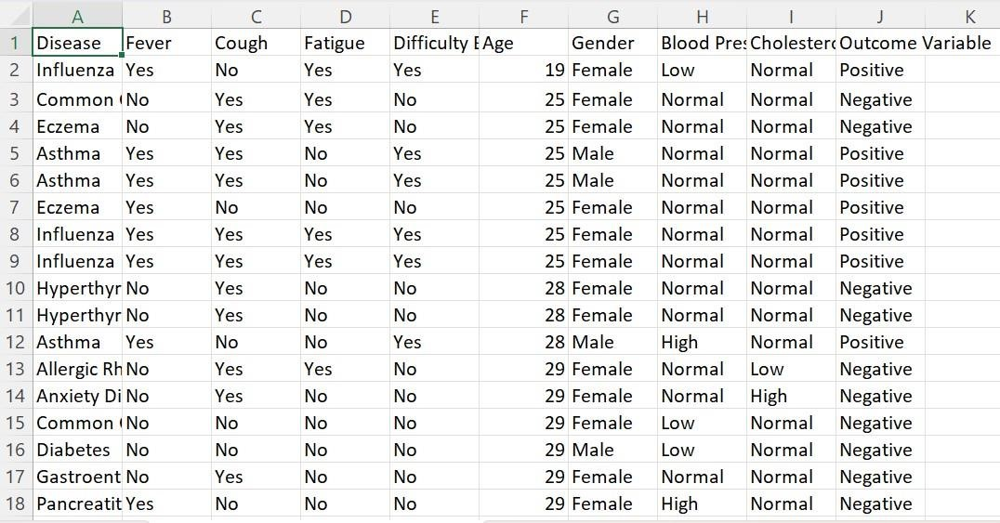 A B C D E F G H I J K
1 Disease Fever Cough Fatigue Difficulty Age Gender Blood Pres Cholestero Outcome Variable
2 Influenza Yes No Yes Yes 19 Female Low Normal Positive
3 Common No Yes Yes No 25 Female Normal Normal Negative
4 Eczema No Yes Yes No 25 Female Normal Normal Negative
5 Asthma Yes Yes No Yes 25 Male Normal Normal Positive
6 Asthma Yes Yes No Yes 25 Male Normal Normal Positive
7 Eczema Yes No No No 25 Female Normal Normal Positive
8 Influenza Yes Yes Yes Yes 25 Female Normal Normal Positive
9 Influenza Yes Yes Yes Yes 25 Female Normal Normal Positive
10 Hyperthyr No Yes No No 28 Female Normal Normal Negative
11 Hyperthyr No Yes No No 28 Female Normal Normal Negative
12 Asthma Yes No No Yes 28 Male High Normal Positive
13 Allergic Rh No Yes Yes No 29 Female Normal Low Negative
14 Anxiety Di No Yes No No 29 Female Normal High Negative
15 Common No No No No 29 Female Low Normal Negative
16 Diabetes No No No No 29 Male Low Normal Negative
17 Gastroent No Yes No No 29 Female Normal Normal Negative
18 Pancreatit Yes No No No 29 Female High Normal Negative